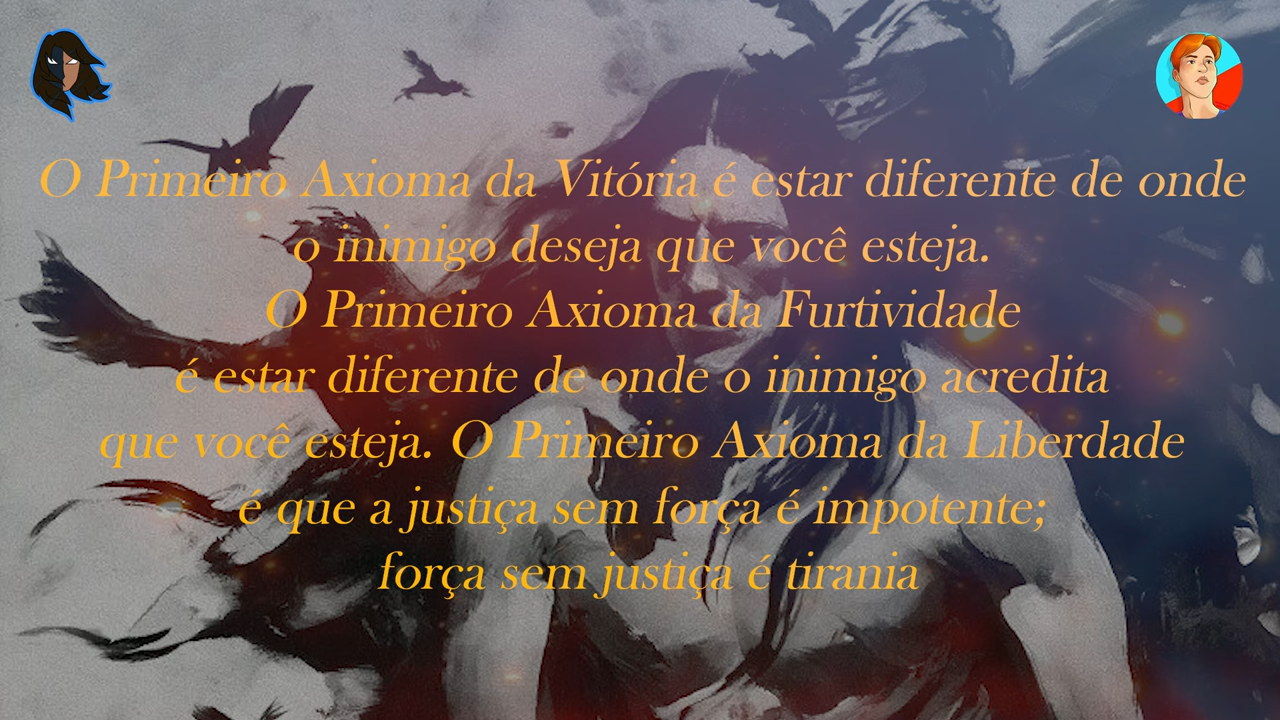 O Primeiro Axioma da Vitória é estar diferente de onde
o inimigo deseja que você esteja.
O Primeiro Axioma da Furtividade
é estar diferente de onde o inimigo acredita
que você esteja. O Primeiro Axioma da Liberdade
é que a justiça sem força é impotente;
força sem justiça é tirania